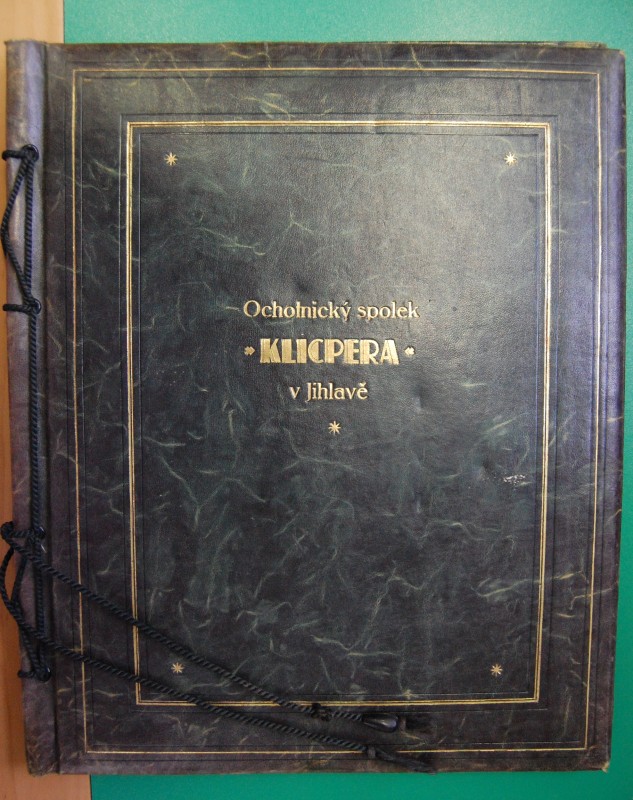 Ochotnický spolek
KLICPERA
v Jihlavě